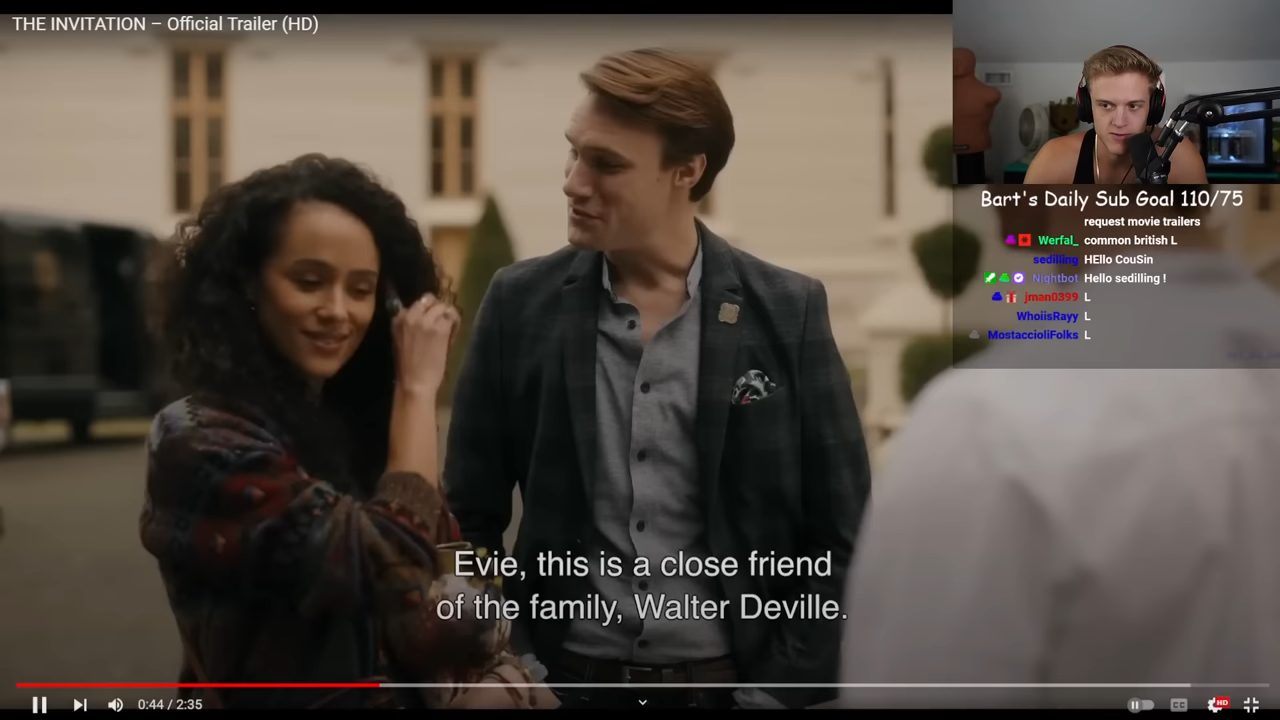 THE INVITATION – Official Trailer (HD)
Bart's Daily Sub Goal 110/75
request movie trailers
Werfal_ common british L
sedilling HEllo CouSin
Nightbot Hello sedilling !
jman0399 L
WhoiisRayy L
MostaccioliFolks L
Evie, this is a close friend
of the family, Walter Deville.
0:44 / 2:35
CC
HD